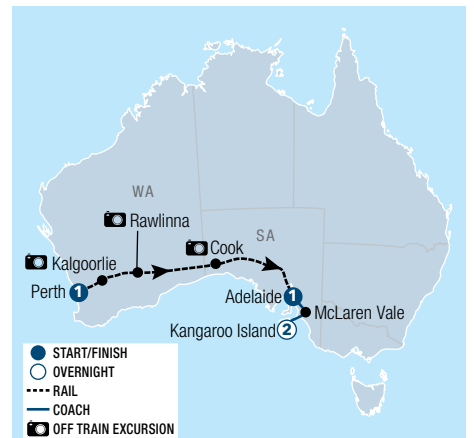 WA
Rawlinna
SA
Cook
Kalgoorlie
Perth 1
Adelaide 1
McLaren Vale
Kangaroo Island 2
START/FINISH
OVERNIGHT
RAIL
COACH
OFF TRAIN EXCURSION